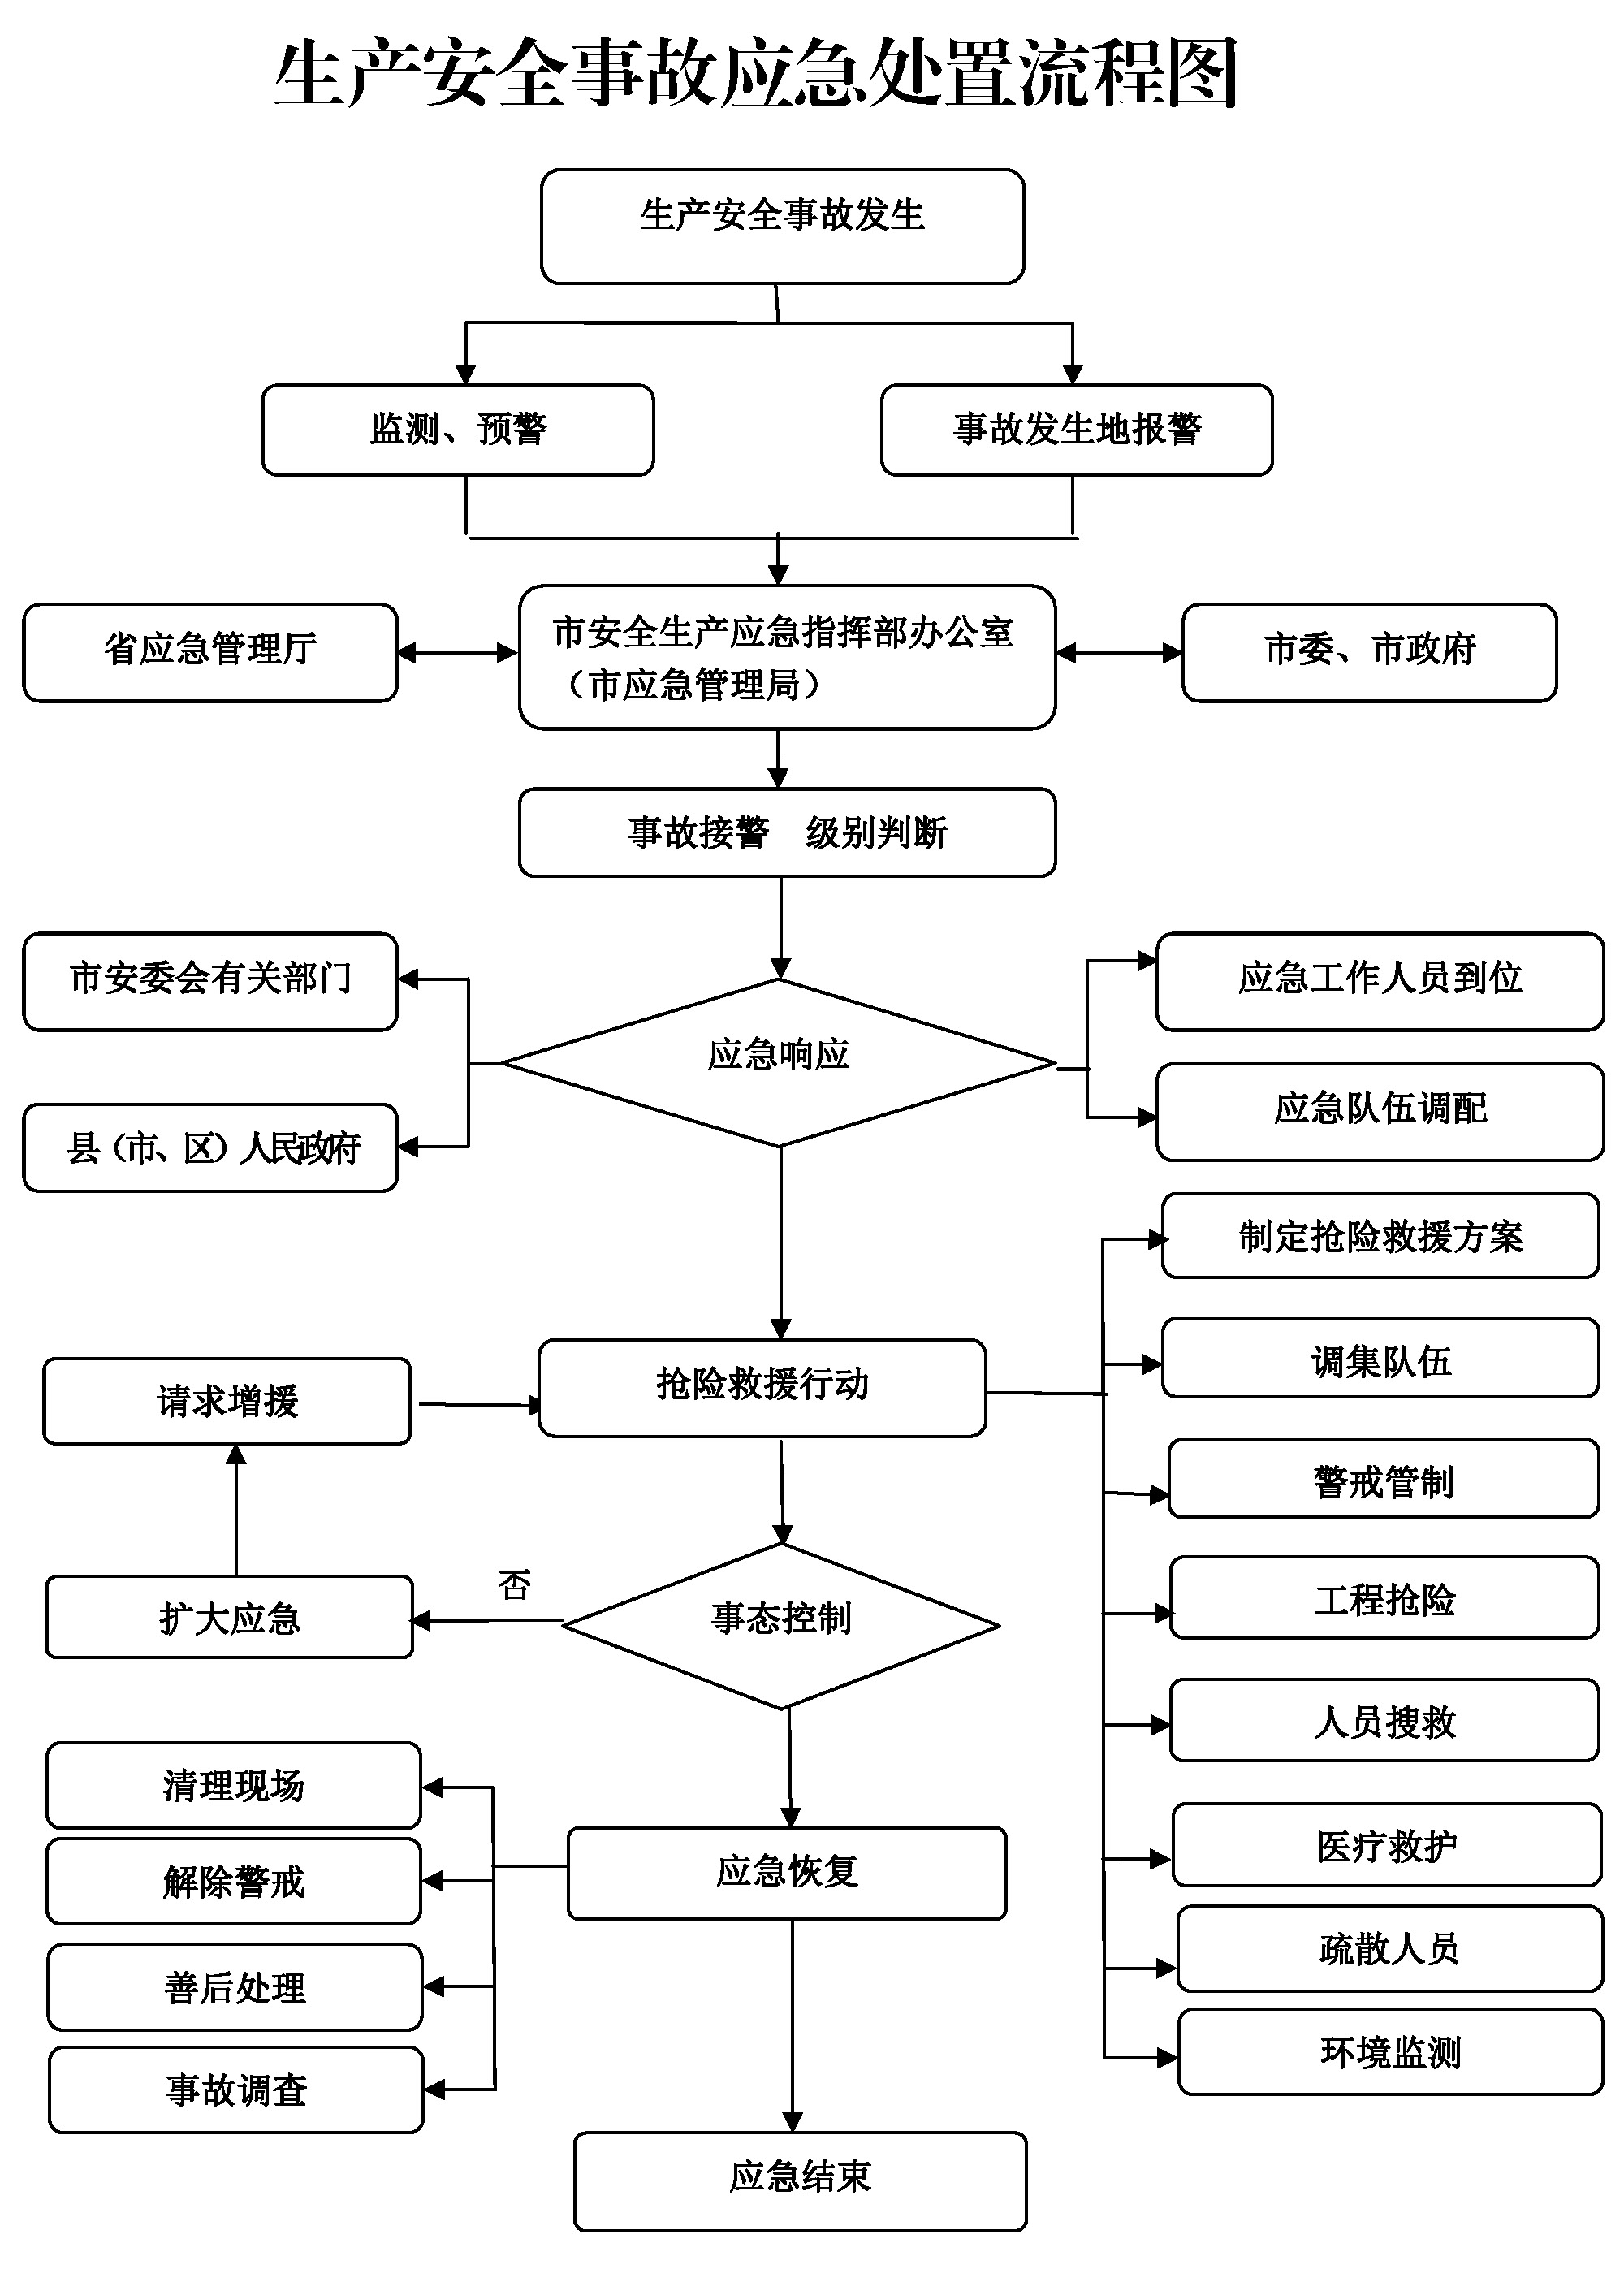 生产安全事故应急处置流程图
生产安全事故发生
监测、预警
事故发生地报警
省应急管理厅
市安全生产应急指挥部办公室
（市应急管理局）
市委、市政府
事故接警　级别判断
市安委会有关部门
应急工作人员到位
应急响应
应急队伍调配
县（市、区）人民政府
制定抢险救援方案
调集队伍
抢险救援行动
请求增援
警戒管制
否
工程抢险
扩大应急
事态控制
人员搜救
清理现场
医疗救护
应急恢复
解除警戒
疏散人员
善后处理
环境监测
事故调查
应急结束